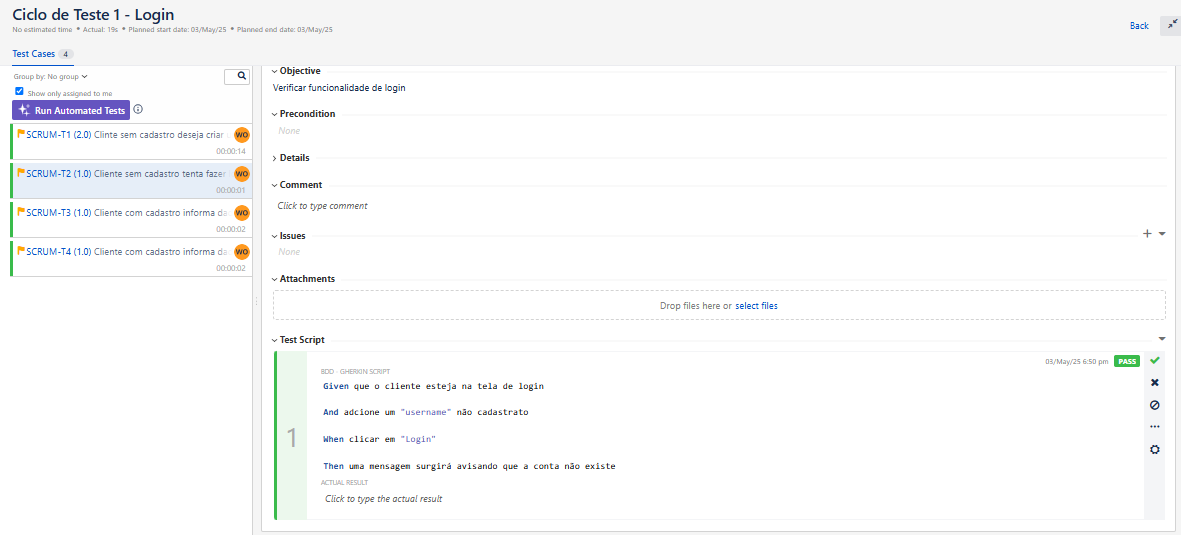 Ciclo de Teste 1 - Login
No estimated time • Actual: 19s • Planned start date: 03/May/25 • Planned end date: 03/May/25
Back
Test Cases 4
Group by: No group
Show only assigned to me
Run Automated Tests
SCRUM-T1 (2.0) Clinte sem cadastro deseja criar
WO
00:00:14
SCRUM-T2 (1.0) Cliente sem cadastro tenta fazer
WO
00:00:01
SCRUM-T3 (1.0) Cliente com cadastro informa da
WO
00:00:02
SCRUM-T4 (1.0) Cliente com cadastro informa da
WO
00:00:02
Objective
Verificar funcionalidade de login
Precondition
None
Details
Comment
Click to type comment
Issues
None
Attachments
Drop files here or select files
Test Script
03/May/25 6:50 pm PASS
1
BDD - GHERKIN SCRIPT
Given que o cliente esteja na tela de login
And adcione um "username" não cadastrato
When clicar em "Login"
Then uma mensagem surgirá avisando que a conta não existe
ACTUAL RESULT
Click to type the actual result